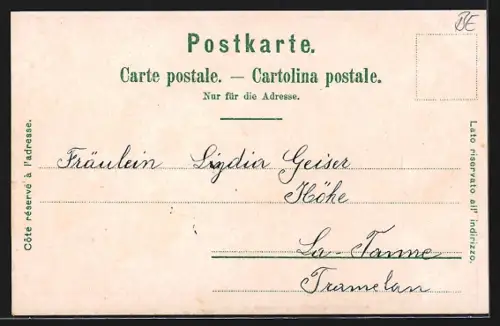 BE
Postkarte.
Carte postale. — Cartolina postale.
Nur für die Adresse.
Côté réservé à l'adresse.
Lato riservato all' indirizzo.
Fräulein Lydia Geiser
Höhe
La-Tanne
Tramelan